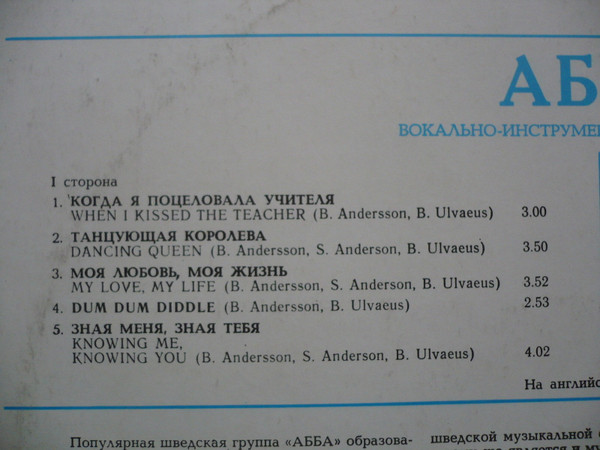 АБ
ВОКАЛЬНО-ИНСТРУМЕ
I сторона
1. КОГДА Я ПОЦЕЛОВАЛА УЧИТЕЛЯ
WHEN I KISSED THE TEACHER (B. Andersson, B. Ulvaeus) 3.00
2. ТАНЦУЮЩАЯ КОРОЛЕВА
DANCING QUEEN (B. Andersson, S. Anderson, B. Ulvaeus) 3.50
3. МОЯ ЛЮБОВЬ, МОЯ ЖИЗНЬ
MY LOVE, MY LIFE (B. Andersson, S. Anderson, B. Ulvaeus) 3.52
4. DUM DUM DIDDLE (B. Andersson, B. Ulvaeus) 2.53
5. ЗНАЯ МЕНЯ, ЗНАЯ ТЕБЯ
KNOWING ME,
KNOWING YOU (B. Andersson, S. Anderson, B. Ulvaeus) 4.02
На английс
Популярная шведская группа «АББА» образова-
шведской музыкальной